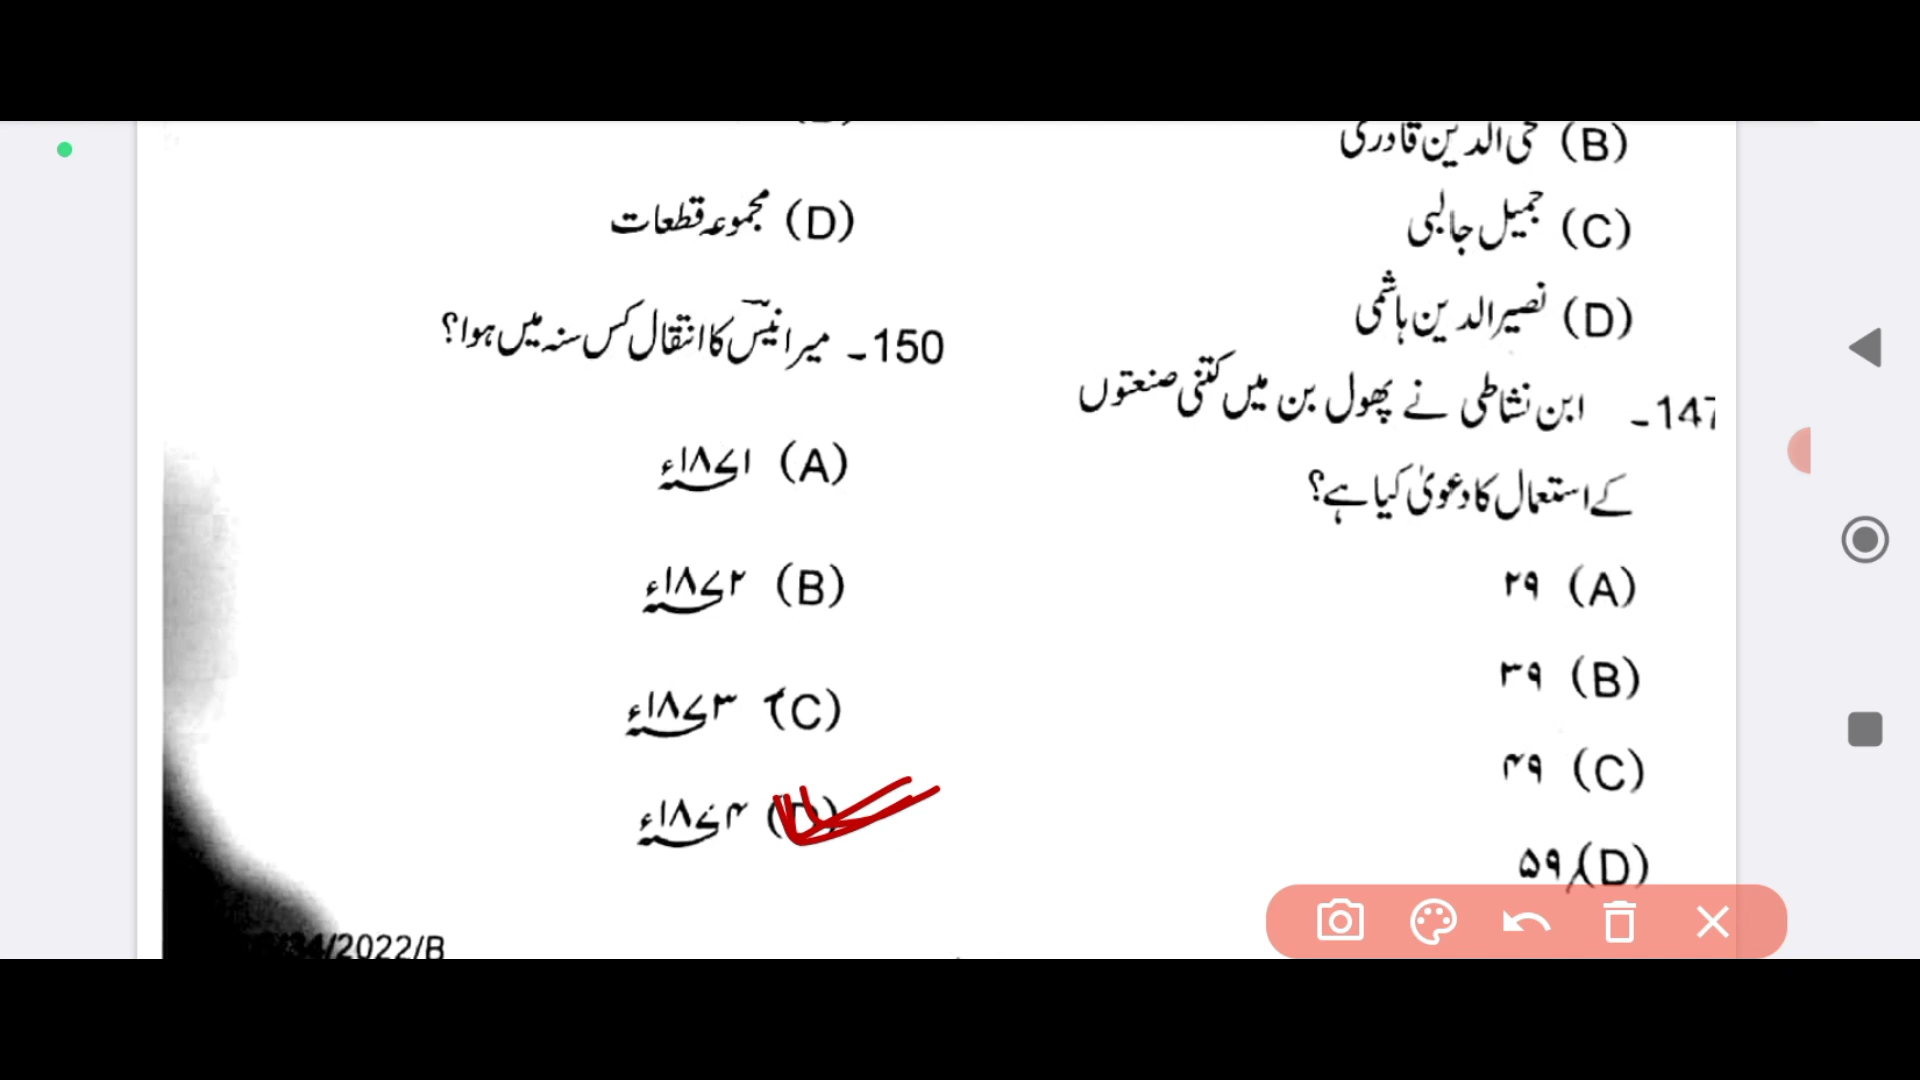 (B) محی الدین قادری
(C) جمیل جالبی
(D) نصیر الدین ہاشمی
147۔ ابن نشاطی نے پھول بن میں کتنی صنعتوں
کے استعمال کا دعویٰ کیا ہے؟
(A) ۲۹
(B) ۳۹
(C) ۴۹
(D) ۵۹
(D) مجموعہ قطعات
150۔ میر انیسؔ کا انتقال کس سنہ میں ہوا؟
(A) ۱۸۷۱ء
(B) ۱۸۷۲ء
(C) ۱۸۷۳ء
(D) ۱۸۷۴ء
/2022/B